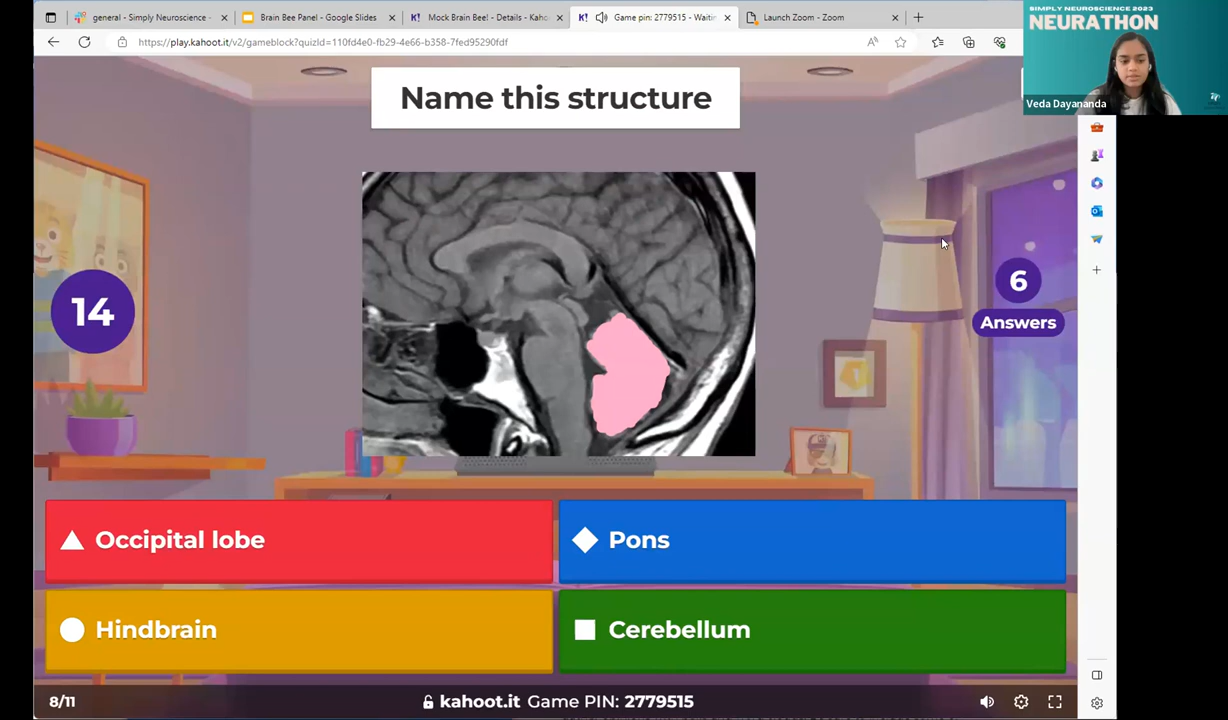 general - Simply Neuroscience -
Brain Bee Panel - Google Slides
K! Mock Brain Bee! - Details - Kaho
K! Game pin: 2779515 - Waitin
Launch Zoom - Zoom
https://play.kahoot.it/v2/gameblock?quizId=110fd4e0-fb29-4e66-b358-7fed95290fdf
SIMPLY NEUROSCIENCE 2023
NEURATHON
Veda Dayananda
Name this structure
14
6
Answers
1
Occipital lobe
Pons
Hindbrain
Cerebellum
8/11
kahoot.it Game PIN: 2779515